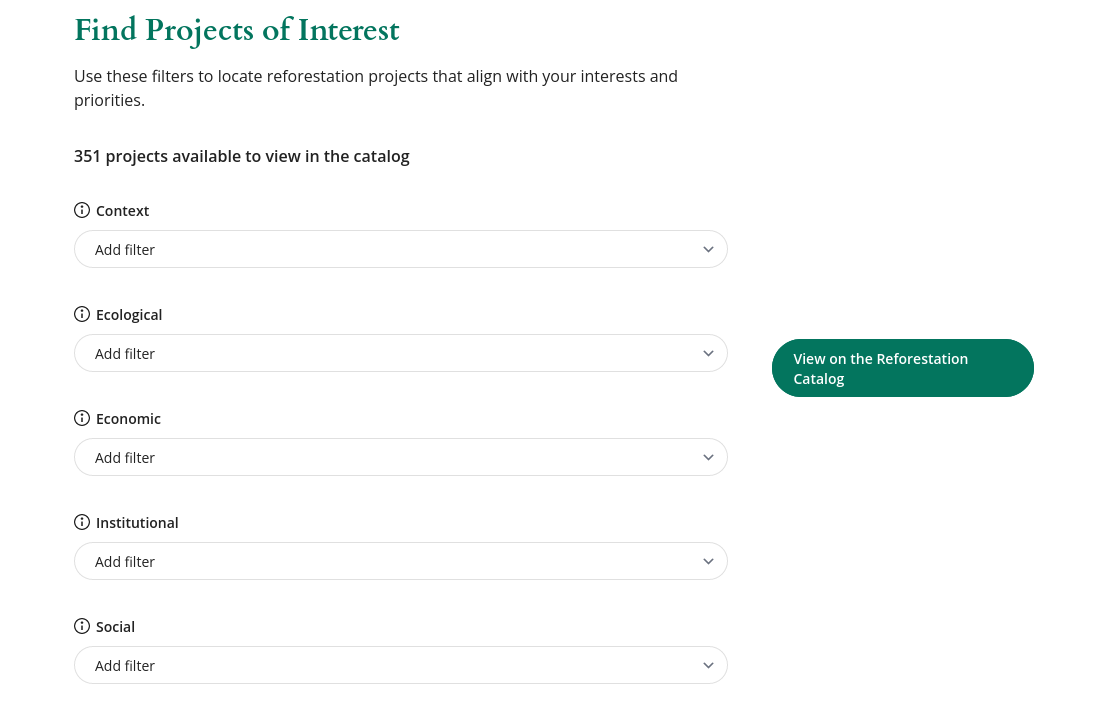 Find Projects of Interest
Use these filters to locate reforestation projects that align with your interests and
priorities.
351 projects available to view in the catalog
Context
Add filter
Ecological
Add filter
View on the Reforestation
Catalog
Economic
Add filter
Institutional
Add filter
Social
Add filter